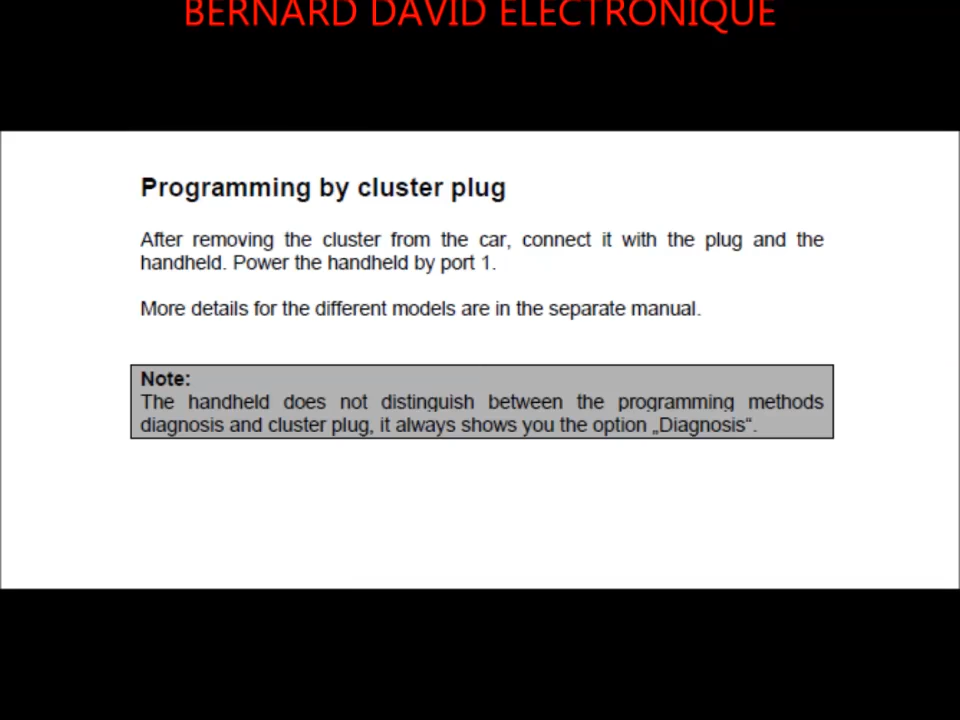 BERNARD DAVID ELECTRONIQUE
Programming by cluster plug
After removing the cluster from the car, connect it with the plug and the
handheld. Power the handheld by port 1.
More details for the different models are in the separate manual.
Note:
The handheld does not distinguish between the programming methods
diagnosis and cluster plug, it always shows you the option „Diagnosis“.